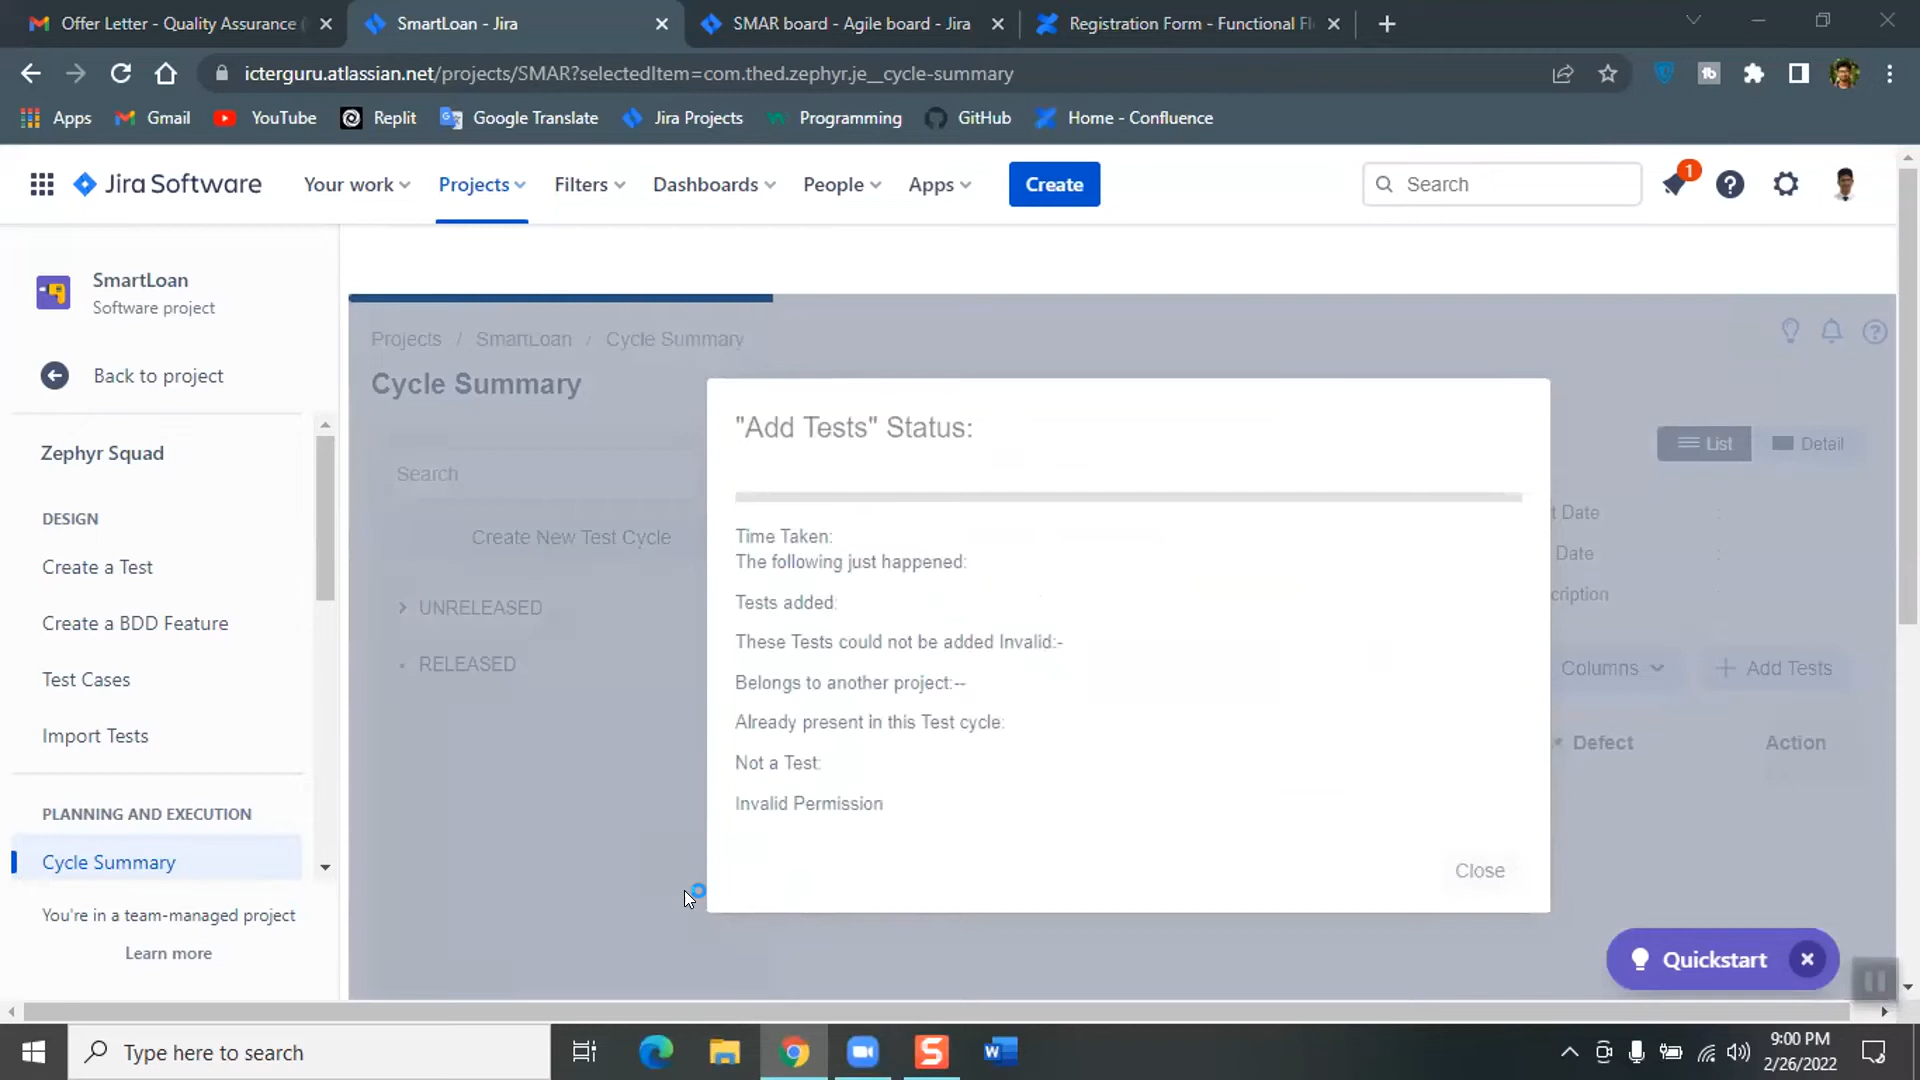 Offer Letter - Quality Assurance
SmartLoan - Jira
SMAR board - Agile board - Jira
Registration Form - Functional Fl
icterguru.atlassian.net/projects/SMAR?selectedItem=com.thed.zephyr.je__cycle-summary
Apps
Gmail
YouTube
Replit
Google Translate
Jira Projects
Programming
GitHub
Home - Confluence
Jira Software
Your work
Projects
Filters
Dashboards
People
Apps
Create
Search
1
SmartLoan
Software project
Back to project
Zephyr Squad
DESIGN
Create a Test
Create a BDD Feature
Test Cases
Import Tests
PLANNING AND EXECUTION
Cycle Summary
You're in a team-managed project
Learn more
Projects / SmartLoan / Cycle Summary
Cycle Summary
Search
Create New Test Cycle
UNRELEASED
RELEASED
"Add Tests" Status:
Time Taken:
The following just happened:
Tests added:
These Tests could not be added Invalid:-
Belongs to another project:--
Already present in this Test cycle:
Not a Test:
Invalid Permission
Close
List
Detail
t Date :
Date :
cription :
Columns
Add Tests
Defect
Action
Quickstart
Type here to search
9:00 PM
2/26/2022